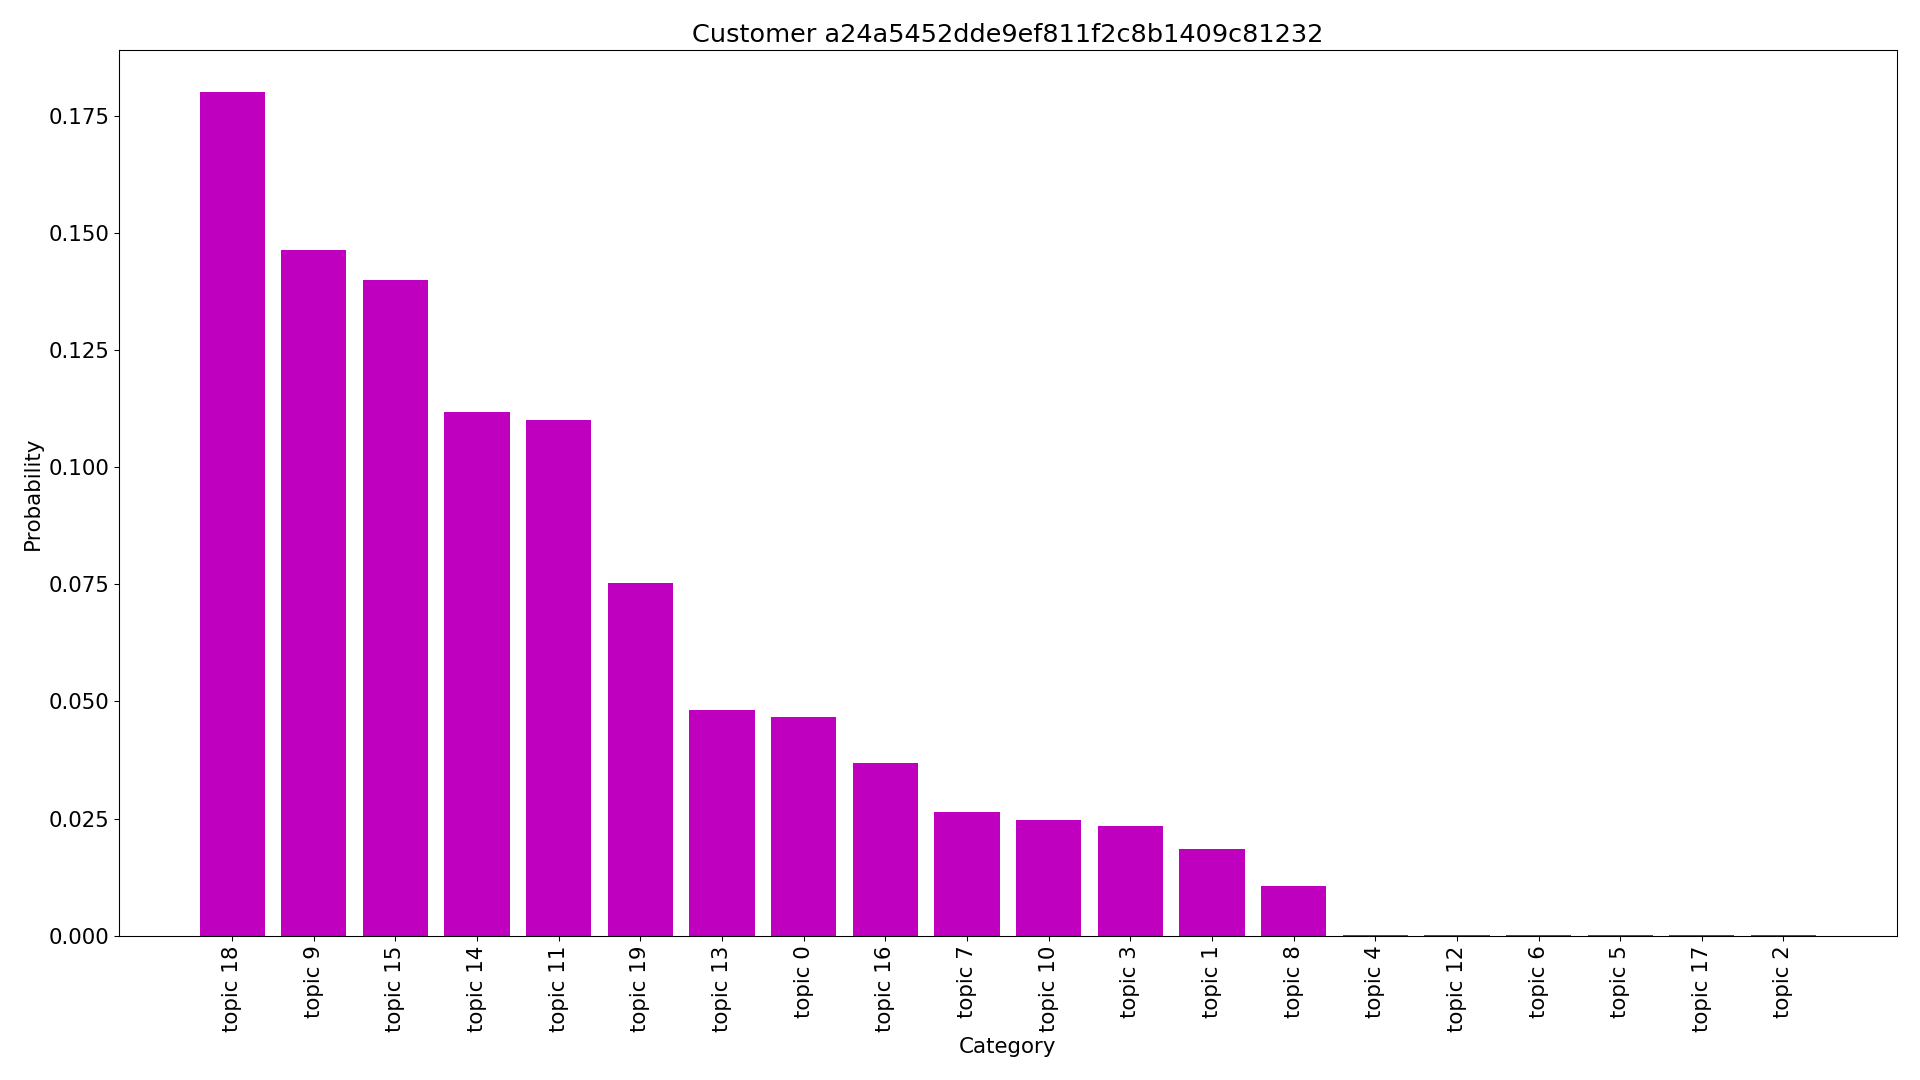 Customer a24a5452dde9ef811f2c8b1409c81232
Probability
0.175
0.150
0.125
0.100
0.075
0.050
0.025
0.000
topic 18
topic 9
topic 15
topic 14
topic 11
topic 19
topic 13
topic 0
topic 16
topic 7
topic 10
topic 3
topic 1
topic 8
topic 4
topic 12
topic 6
topic 5
topic 17
topic 2
Category